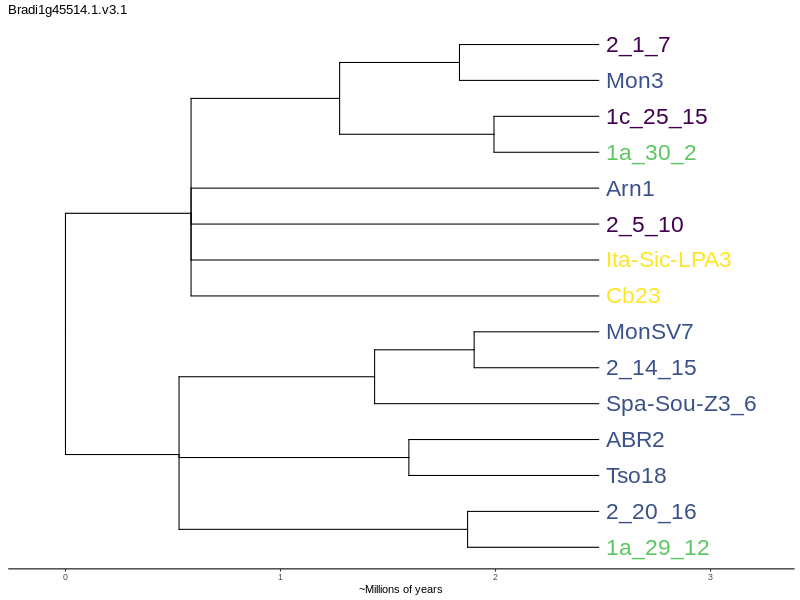 Bradi1g45514.1.v3.1
2_1_7
Mon3
1c_25_15
1a_30_2
Arn1
2_5_10
Ita-Sic-LPA3
Cb23
MonSV7
2_14_15
Spa-Sou-Z3_6
ABR2
Tso18
2_20_16
1a_29_12
0 1 2 3
~Millions of years